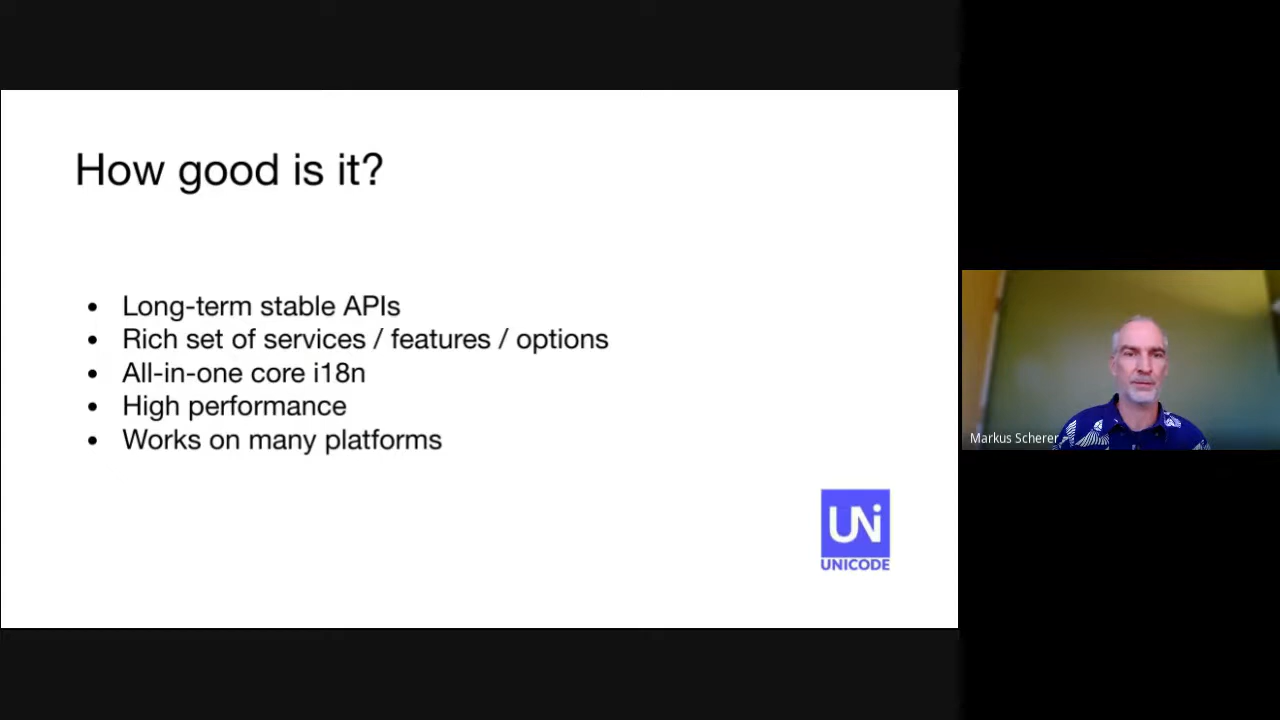 How good is it?
• Long-term stable APIs
• Rich set of services / features / options
• All-in-one core i18n
• High performance
• Works on many platforms
Markus Scherer
UNi
UNICODE